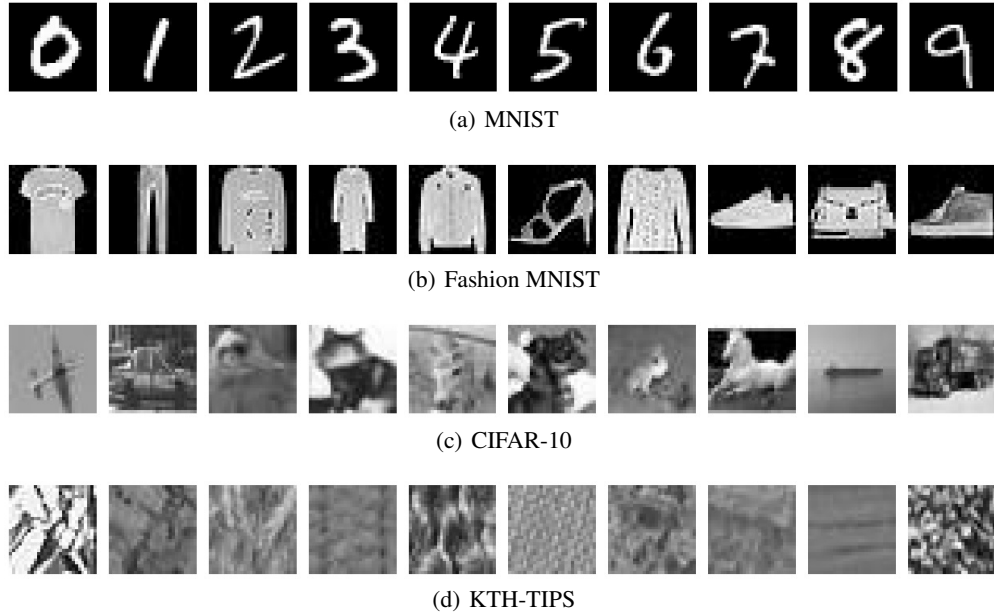 0 1 2 3 4 5 6 7 8 9
(a) MNIST
(b) Fashion MNIST
(c) CIFAR-10
(d) KTH-TIPS